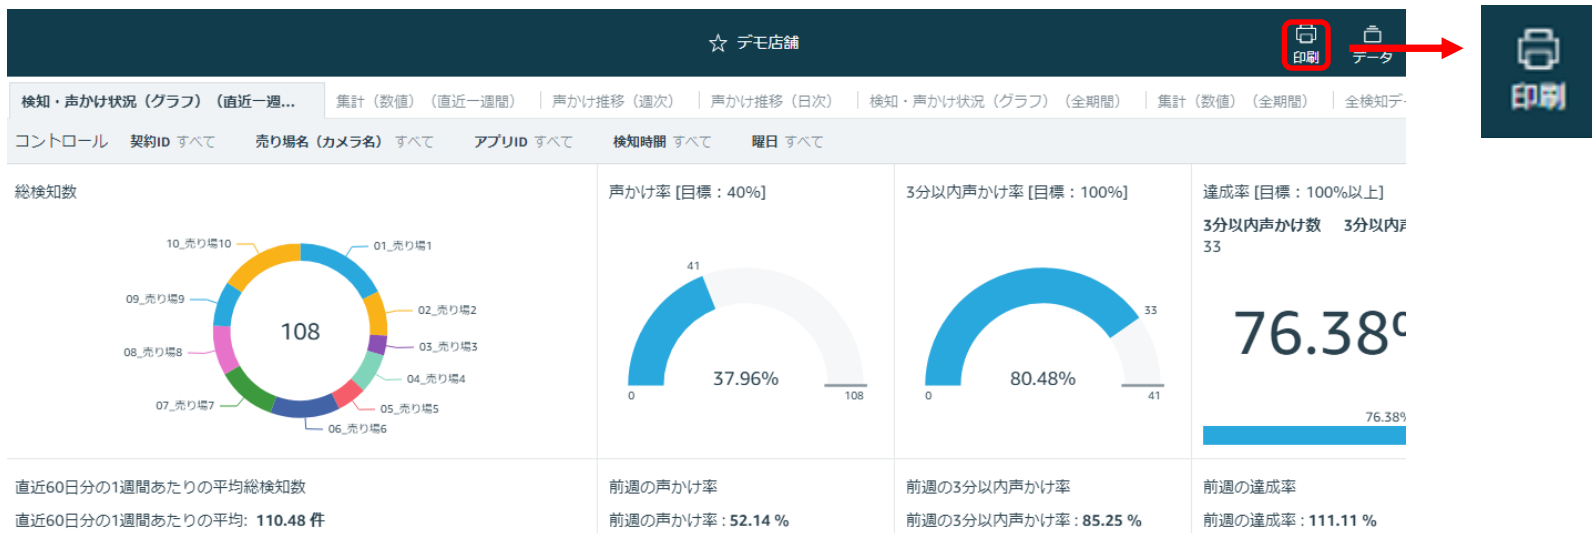 ☆ デモ店舗
印刷
データ
印刷
検知・声かけ状況（グラフ）（直近一週...
集計（数値）（直近一週間）
声かけ推移（週次）
声かけ推移（日次）
検知・声かけ状況（グラフ）（全期間）
集計（数値）（全期間）
全検知デ
コントロール 契約ID すべて 売り場名（カメラ名） すべて アプリID すべて 検知時間 すべて 曜日 すべて
総検知数
10_売り場10
01_売り場1
09_売り場9
02_売り場2
108
03_売り場3
08_売り場8
04_売り場4
07_売り場7
05_売り場5
06_売り場6
声かけ率 [目標：40%]
41
37.96%
0
108
3分以内声かけ率 [目標：100%]
33
80.48%
0
41
達成率 [目標：100%以上]
3分以内声かけ数 3分以内
33
76.38%
76.38%
直近60日分の1週間あたりの平均総検知数
直近60日分の1週間あたりの平均: 110.48 件
前週の声かけ率
前週の声かけ率 : 52.14 %
前週の3分以内声かけ率
前週の3分以内声かけ率 : 85.25 %
前週の達成率
前週の達成率 : 111.11 %